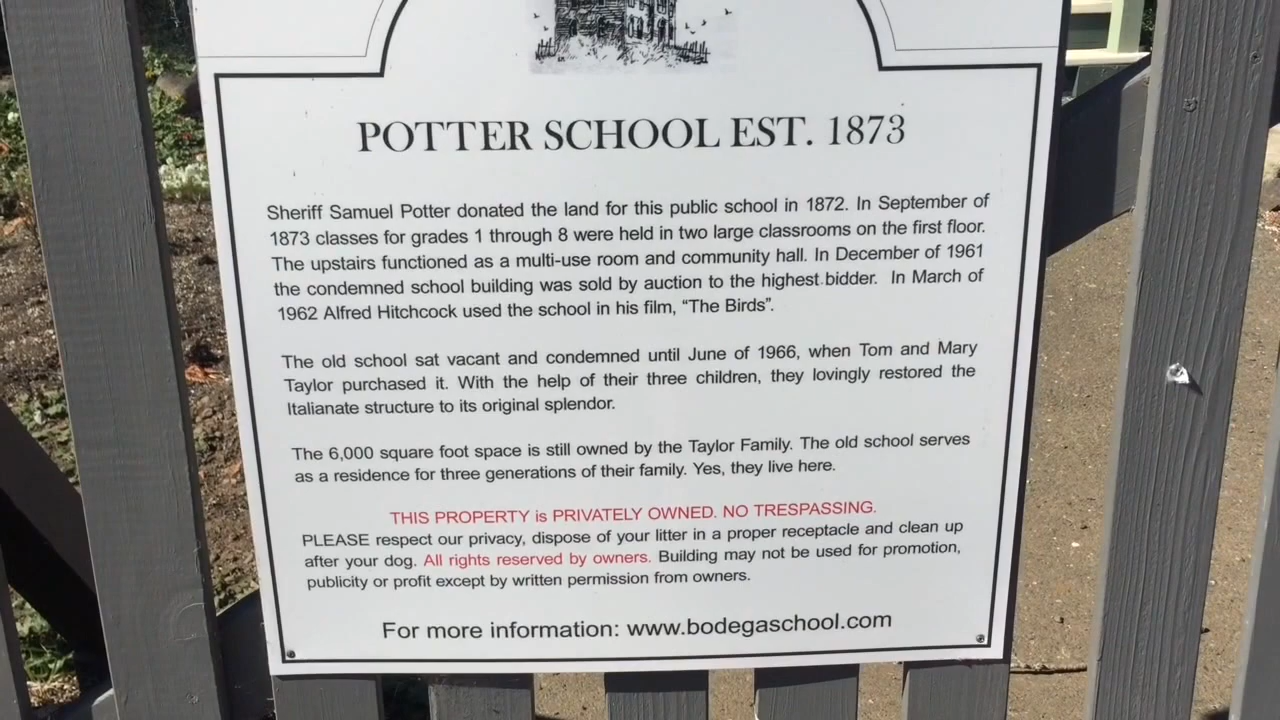 POTTER SCHOOL EST. 1873
Sheriff Samuel Potter donated the land for this public school in 1872. In September of
1873 classes for grades 1 through 8 were held in two large classrooms on the first floor.
The upstairs functioned as a multi-use room and community hall. In December of 1961
the condemned school building was sold by auction to the highest bidder. In March of
1962 Alfred Hitchcock used the school in his film, “The Birds”.
The old school sat vacant and condemned until June of 1966, when Tom and Mary
Taylor purchased it. With the help of their three children, they lovingly restored the
Italianate structure to its original splendor.
The 6,000 square foot space is still owned by the Taylor Family. The old school serves
as a residence for three generations of their family. Yes, they live here.
THIS PROPERTY is PRIVATELY OWNED. NO TRESPASSING.
PLEASE respect our privacy, dispose of your litter in a proper receptacle and clean up
after your dog. All rights reserved by owners. Building may not be used for promotion,
publicity or profit except by written permission from owners.
For more information: www.bodegaschool.com